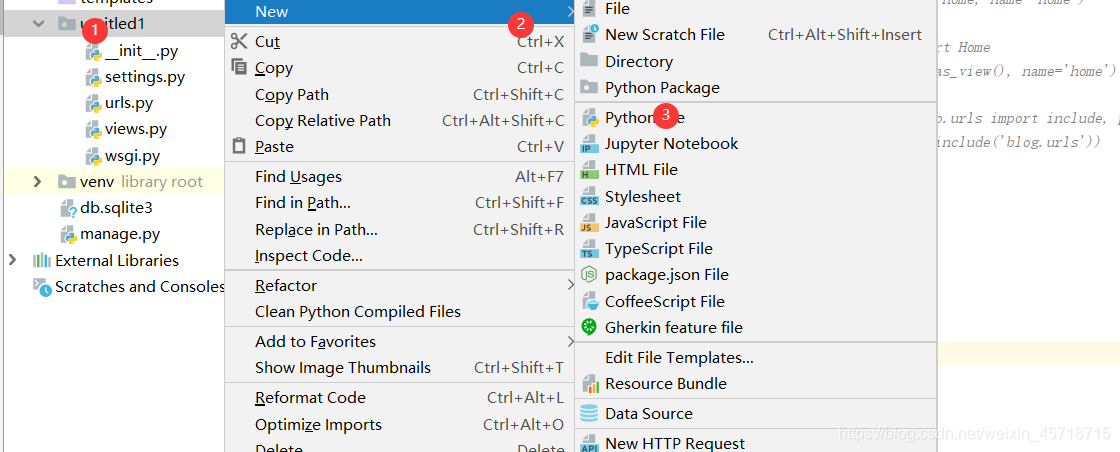 templates
untitled1
1
__init__.py
settings.py
urls.py
views.py
wsgi.py
venv library root
db.sqlite3
manage.py
External Libraries
Scratches and Consoles
New
2
Cut Ctrl+X
Copy Ctrl+C
Copy Path Ctrl+Shift+C
Copy Relative Path Ctrl+Alt+Shift+C
Paste Ctrl+V
Find Usages Alt+F7
Find in Path... Ctrl+Shift+F
Replace in Path... Ctrl+Shift+R
Inspect Code...
Refactor
Clean Python Compiled Files
Add to Favorites
Show Image Thumbnails Ctrl+Shift+T
Reformat Code Ctrl+Alt+L
Optimize Imports Ctrl+Alt+O
Delete Delete
File
New Scratch File Ctrl+Alt+Shift+Insert
Directory
Python Package
Python File
3
Jupyter Notebook
HTML File
Stylesheet
JavaScript File
TypeScript File
package.json File
CoffeeScript File
Gherkin feature file
Edit File Templates...
Resource Bundle
Data Source
New HTTP Request
home, name='home')
rt Home
as_view(), name='home')
o.urls import include, p
include('blog.urls'))
https://blog.csdn.net/weixin_45718715